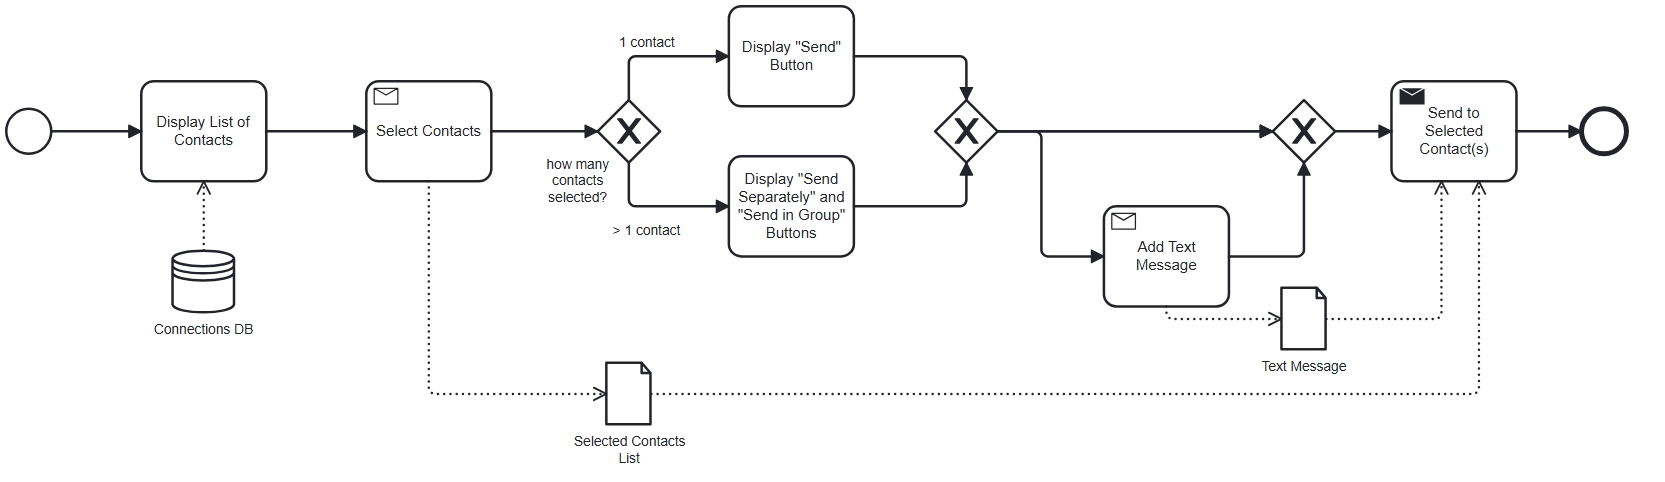 Display List of
Contacts
Connections DB
Select Contacts
how many
contacts
selected?
1 contact
> 1 contact
Display "Send"
Button
Display "Send
Separately" and
"Send in Group"
Buttons
Selected Contacts
List
Add Text
Message
Text Message
Send to
Selected
Contact(s)